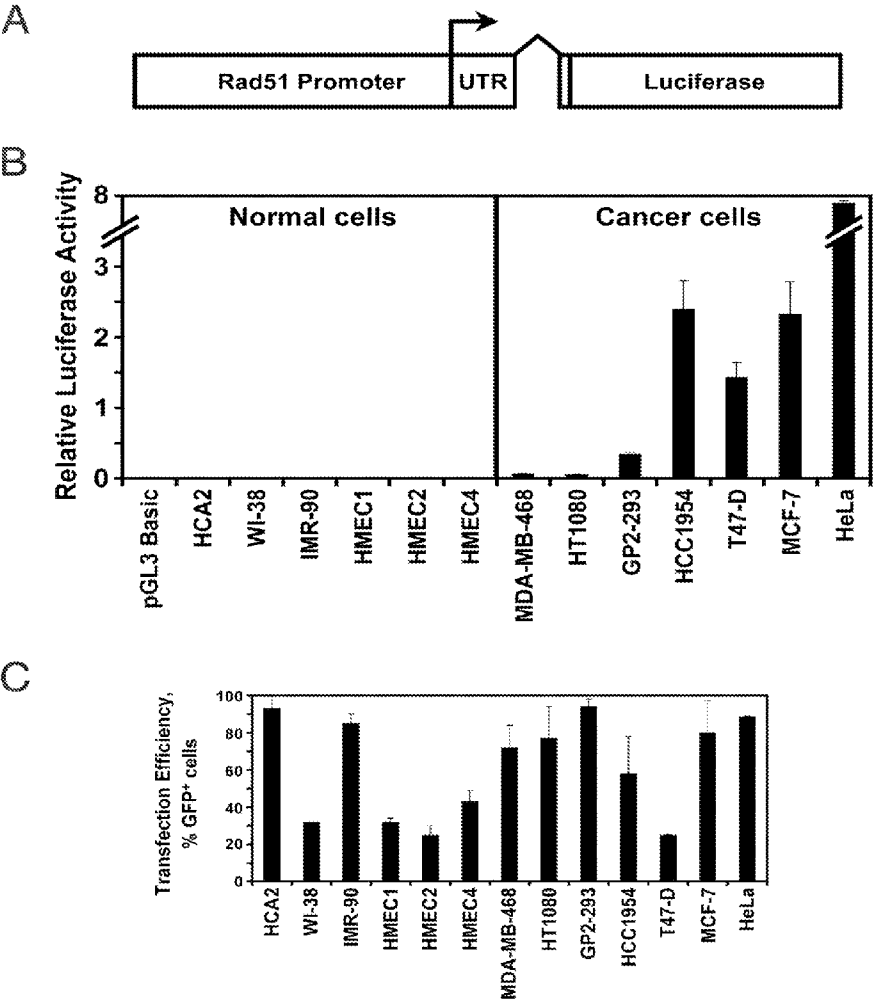 A
Rad51 Promoter UTR Luciferase
B
Relative Luciferase Activity
8
3
2
1
0
Normal cells Cancer cells
pGL3 Basic
HCA2
WI-38
IMR-90
HMEC1
HMEC2
HMEC4
MDA-MB-468
HT1080
GP2-293
HCC1954
T47-D
MCF-7
HeLa
C
Transfection Efficiency,
% GFP+ cells
100
80
60
40
20
0
HCA2
WI-38
IMR-90
HMEC1
HMEC2
HMEC4
MDA-MB-468
HT1080
GP2-293
HCC1954
T47-D
MCF-7
HeLa